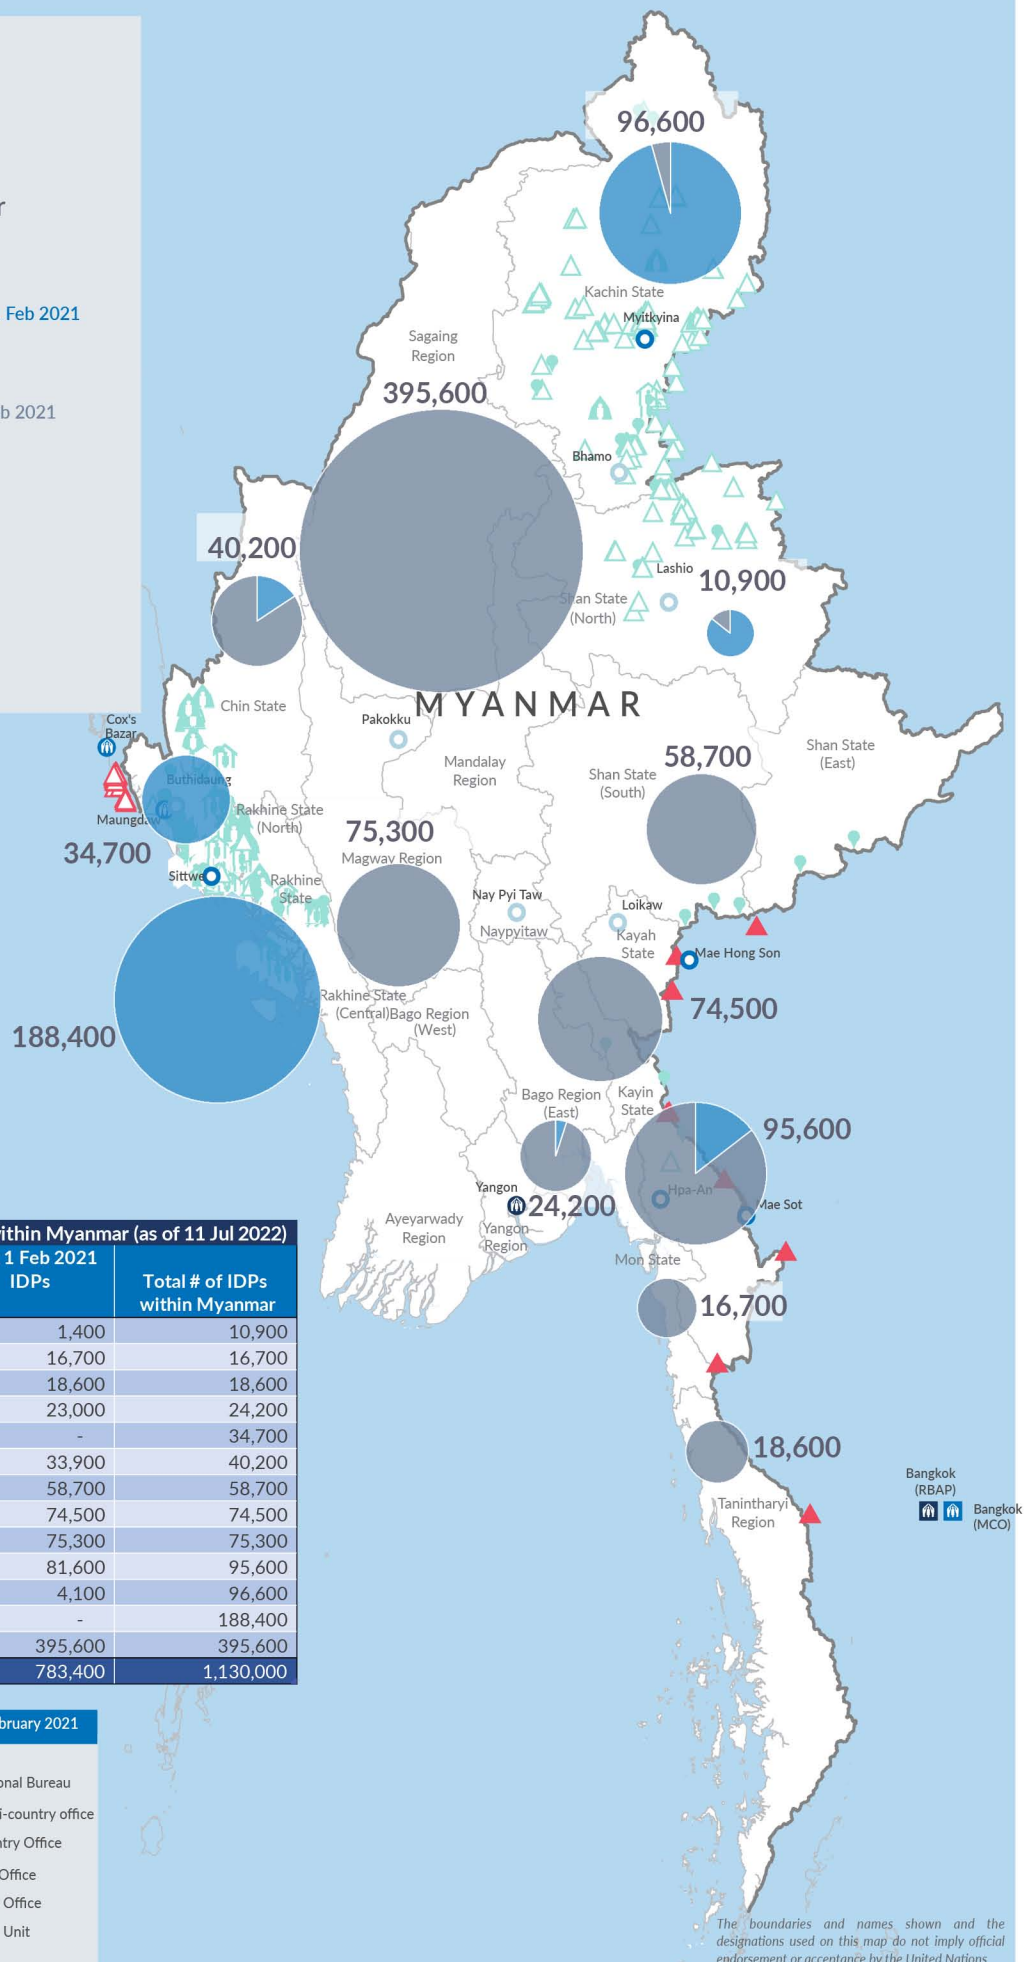 r
Feb 2021
b 2021
96,600
Kachin State
Myitkyina
Sagaing
Region
395,600
Bhamo
40,200
Lashio
10,900
Shan State
(North)
MYANMAR
Chin State
Pakokku
Cox's
Bazar
Mandalay
Region
58,700
Shan State
(South)
Shan State
(East)
Buthidaung
Maungdaw
Rakhine State
(North)
34,700
75,300
Magway Region
Sittwe
Rakhine
State
Nay Pyi Taw
Naypyitaw
Loikaw
Kayah
State
Mae Hong Son
74,500
Rakhine State
(Central)
Bago Region
(West)
188,400
Bago Region
(East)
Kayin
State
95,600
Yangon
24,200
Hpa-An
Mae Sot
Ayeyarwady
Region
Yangon
Region
Mon State
16,700
18,600
Tanintharyi
Region
Bangkok
(RBAP)
Bangkok
(MCO)
ithin Myanmar (as of 11 Jul 2022)
1 Feb 2021
IDPs
Total # of IDPs
within Myanmar
1,400 10,900
16,700 16,700
18,600 18,600
23,000 24,200
- 34,700
33,900 40,200
58,700 58,700
74,500 74,500
75,300 75,300
81,600 95,600
4,100 96,600
- 188,400
395,600 395,600
783,400 1,130,000
bruary 2021
onal Bureau
i-country office
ntry Office
Office
Office
Unit
The boundaries and names shown and the
designations used on this map do not imply official
endorsement or acceptance by the United Nations